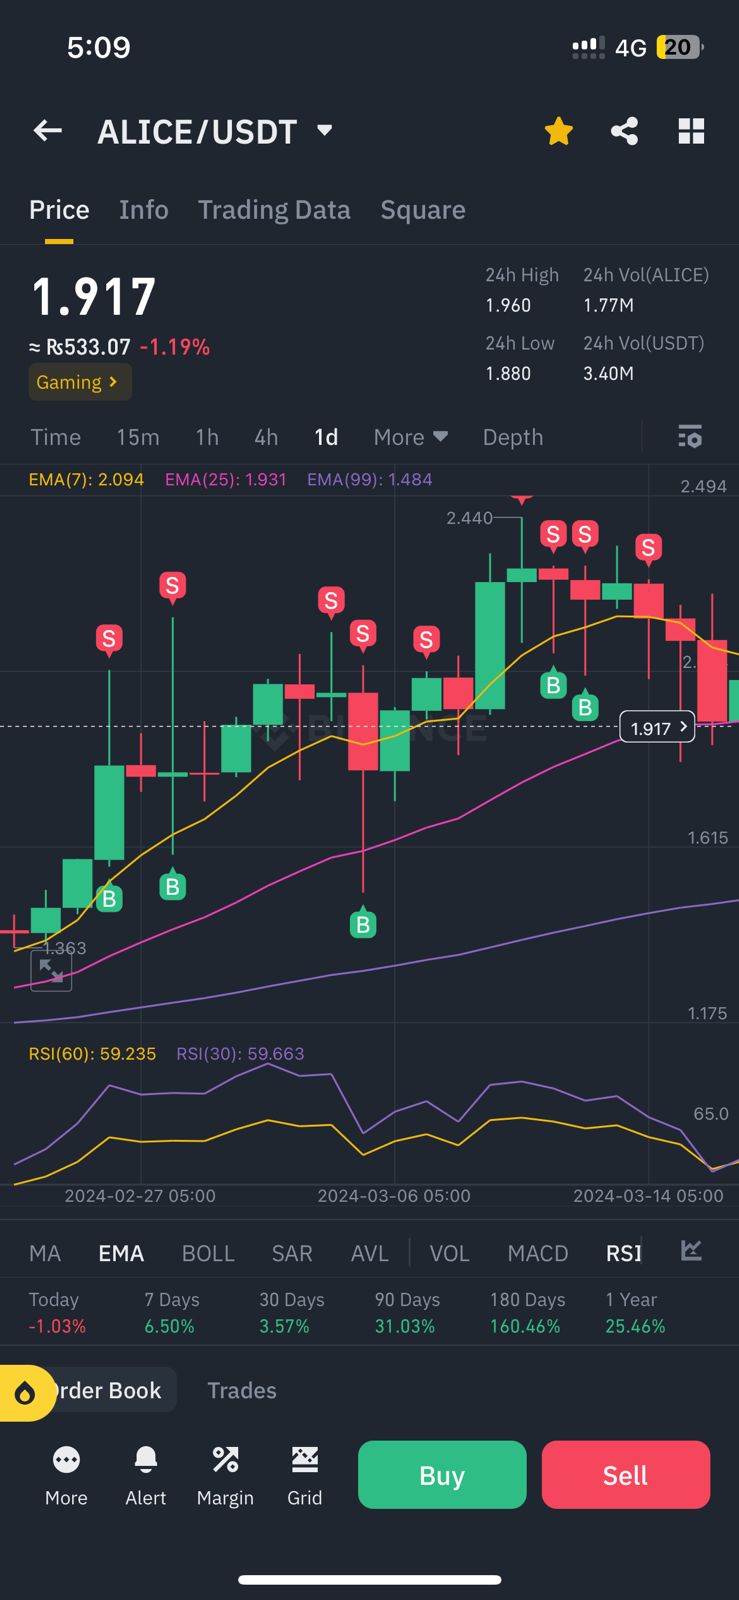 5:09 4G 20
ALICE/USDT
Price Info Trading Data Square
1.917
≈ Rs533.07 -1.19%
Gaming >
24h High 24h Vol(ALICE)
1.960 1.77M
24h Low 24h Vol(USDT)
1.880 3.40M
Time 15m 1h 4h 1d More Depth
EMA(7): 2.094 EMA(25): 1.931 EMA(99): 1.484
2.494
2.440
S S S
S
S
S S S
2.
B
B
BINANCE
1.917 >
1.615
B B
B
1.363
1.175
RSI(60): 59.235 RSI(30): 59.663
65.0
2024-02-27 05:00 2024-03-06 05:00 2024-03-14 05:00
MA EMA BOLL SAR AVL VOL MACD RSI
Today 7 Days 30 Days 90 Days 180 Days 1 Year
-1.03% 6.50% 3.57% 31.03% 160.46% 25.46%
rder Book Trades
More Alert Margin Grid Buy Sell